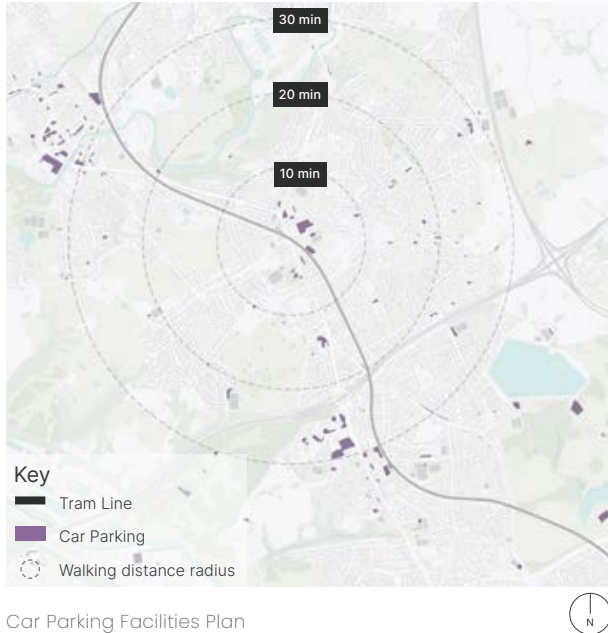 30 min
20 min
10 min
Key
Tram Line
Car Parking
Walking distance radius
Car Parking Facilities Plan
N